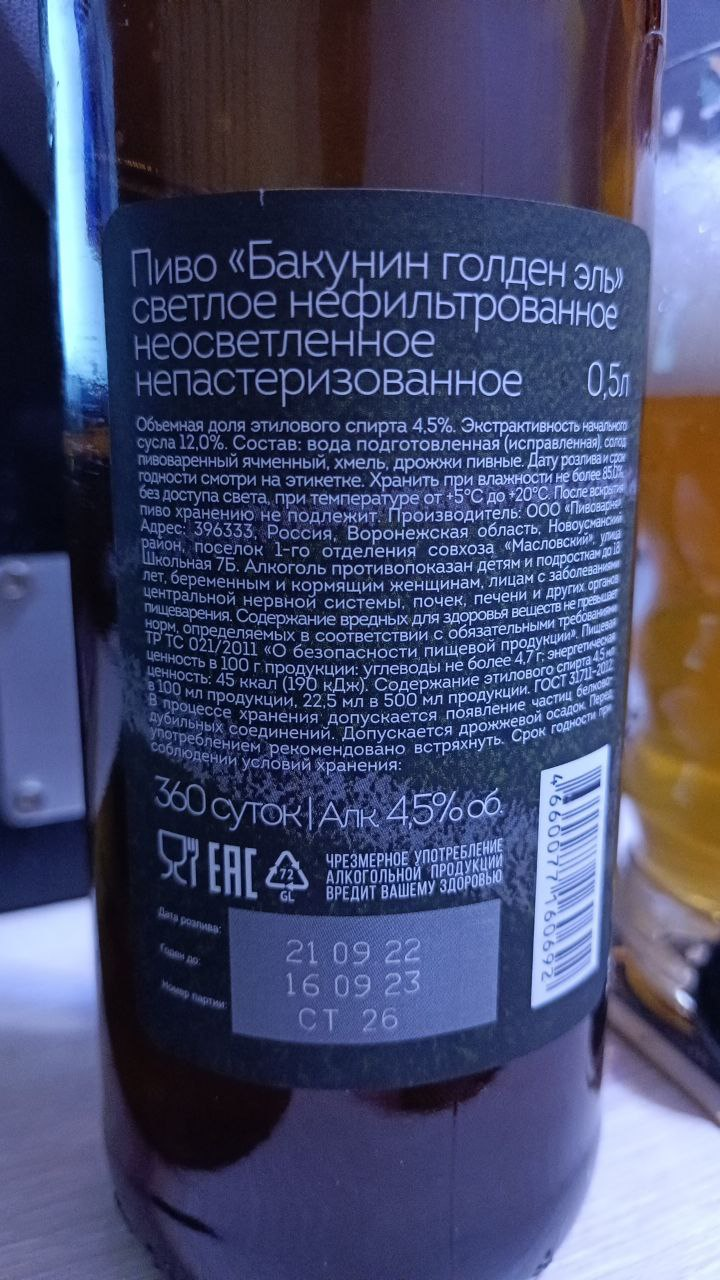 Пиво «Бакунин голден эль»
светлое нефильтрованное
неосветленное
непастеризованное 0,5л
Объемная доля этилового спирта 4,5%. Экстрактивность начального
сусла 12,0%. Состав: вода подготовленная (исправленная), солод
пивоваренный ячменный, хмель, дрожжи пивные. Дату розлива и срок
годности смотри на этикетке. Хранить при влажности не более 85,0%
без доступа света, при температуре от +5°С до +20°С. После вскрытия
пиво хранению не подлежит. Производитель: ООО «Пивоварня».
Адрес: 396333, Россия, Воронежская область, Новоусманский
район, поселок 1-го отделения совхоза «Масловский», улица
Школьная 7Б. Алкоголь противопоказан детям и подросткам до 18
лет, беременным и кормящим женщинам, лицам с заболеваниями
центральной нервной системы, почек, печени и других органов
пищеварения. Содержание вредных для здоровья веществ не превышает
норм, определяемых в соответствии с обязательными требованиями
ТР ТС 021/2011 «О безопасности пищевой продукции». Пищевая
ценность в 100 г продукции: углеводы не более 4,7 г; энергетическая
ценность: 45 ккал (190 кДж). Содержание этилового спирта 4,5 мл
в 100 мл продукции, 22,5 мл в 500 мл продукции. ГОСТ 31711-2012.
В процессе хранения допускается появление частиц белково-
дубильных соединений. Допускается дрожжевой осадок. Перед
употреблением рекомендовано встряхнуть. Срок годности при
соблюдении условий хранения:
360 суток | Алк. 4,5% об.
EAC
72
GL
ЧРЕЗМЕРНОЕ УПОТРЕБЛЕНИЕ
АЛКОГОЛЬНОЙ ПРОДУКЦИИ
ВРЕДИТ ВАШЕМУ ЗДОРОВЬЮ
Дата розлива: 21 09 22
Годен до: 16 09 23
Номер партии: СТ 26
4660077160692